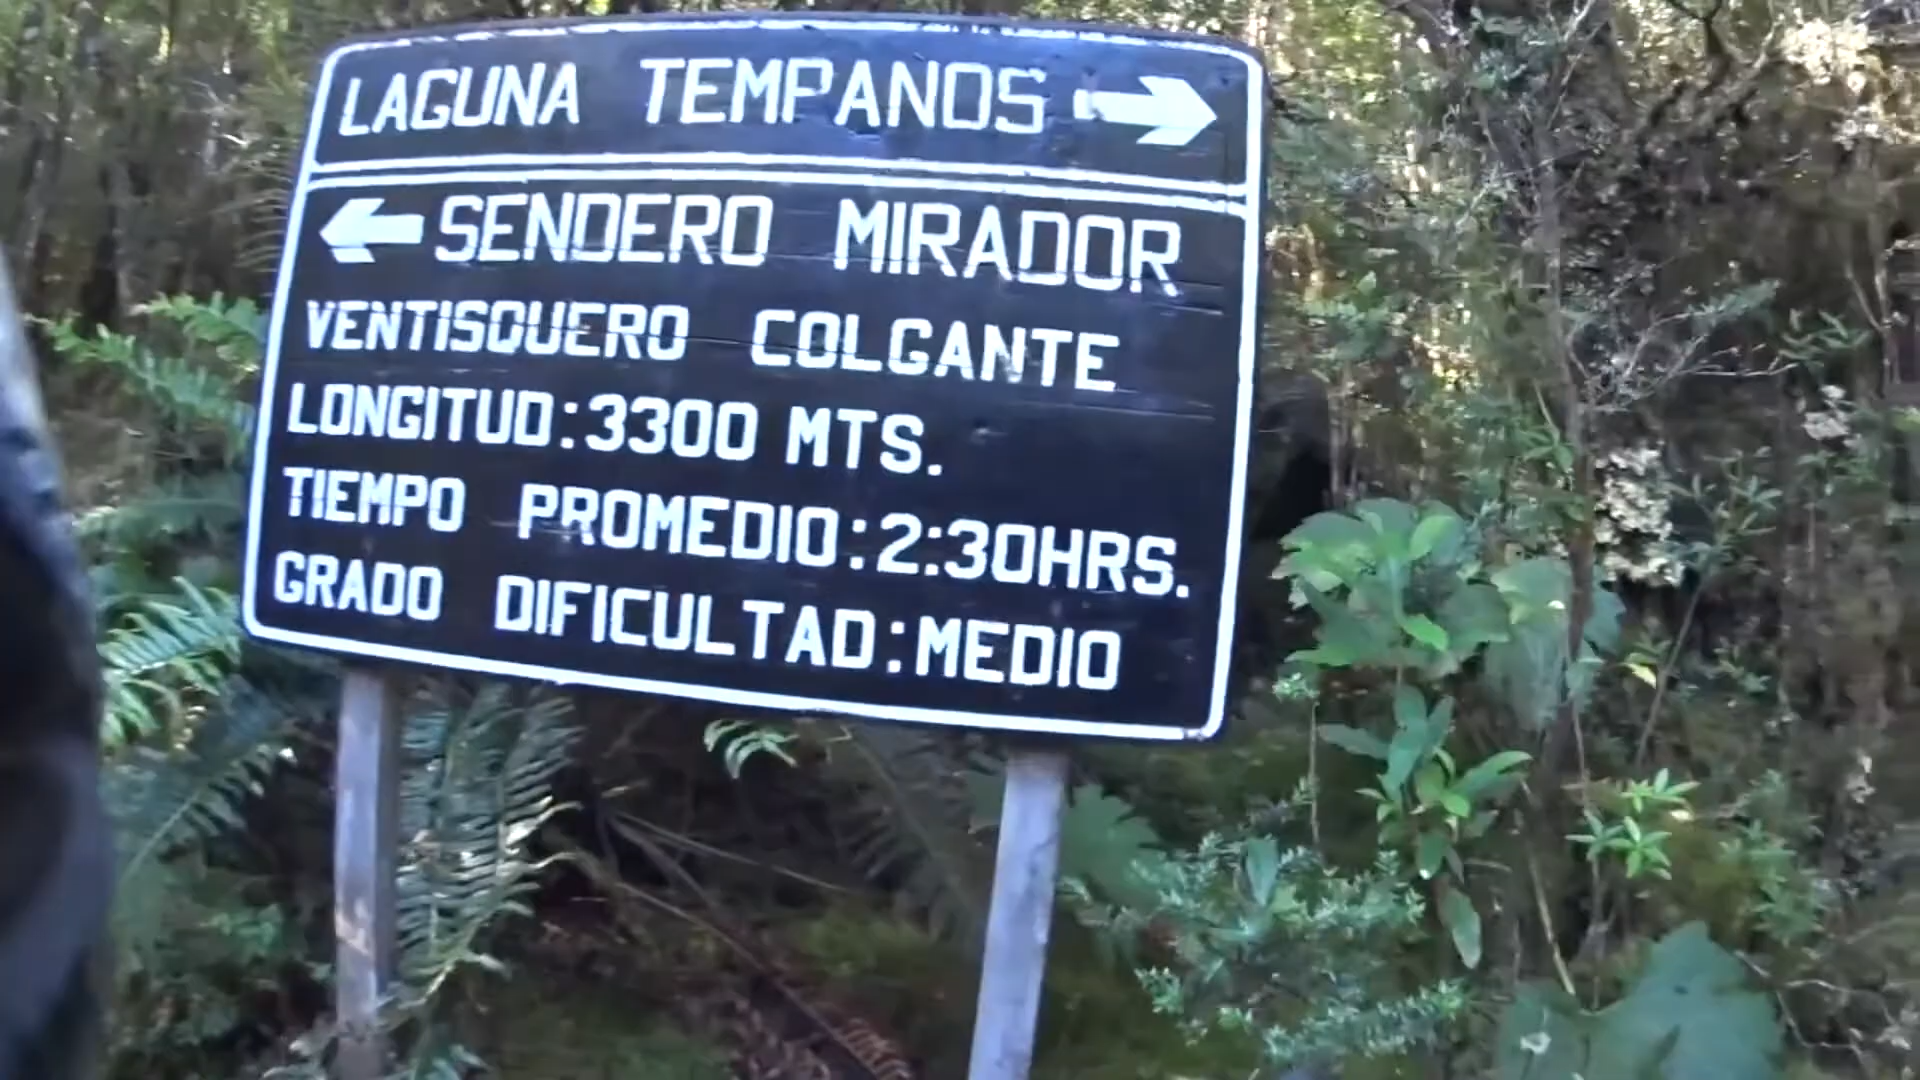 LAGUNA TEMPANOS
SENDERO MIRADOR
VENTISQUERO COLGANTE
LONGITUD:3300 MTS.
TIEMPO PROMEDIO:2:30HRS.
GRADO DIFICULTAD:MEDIO